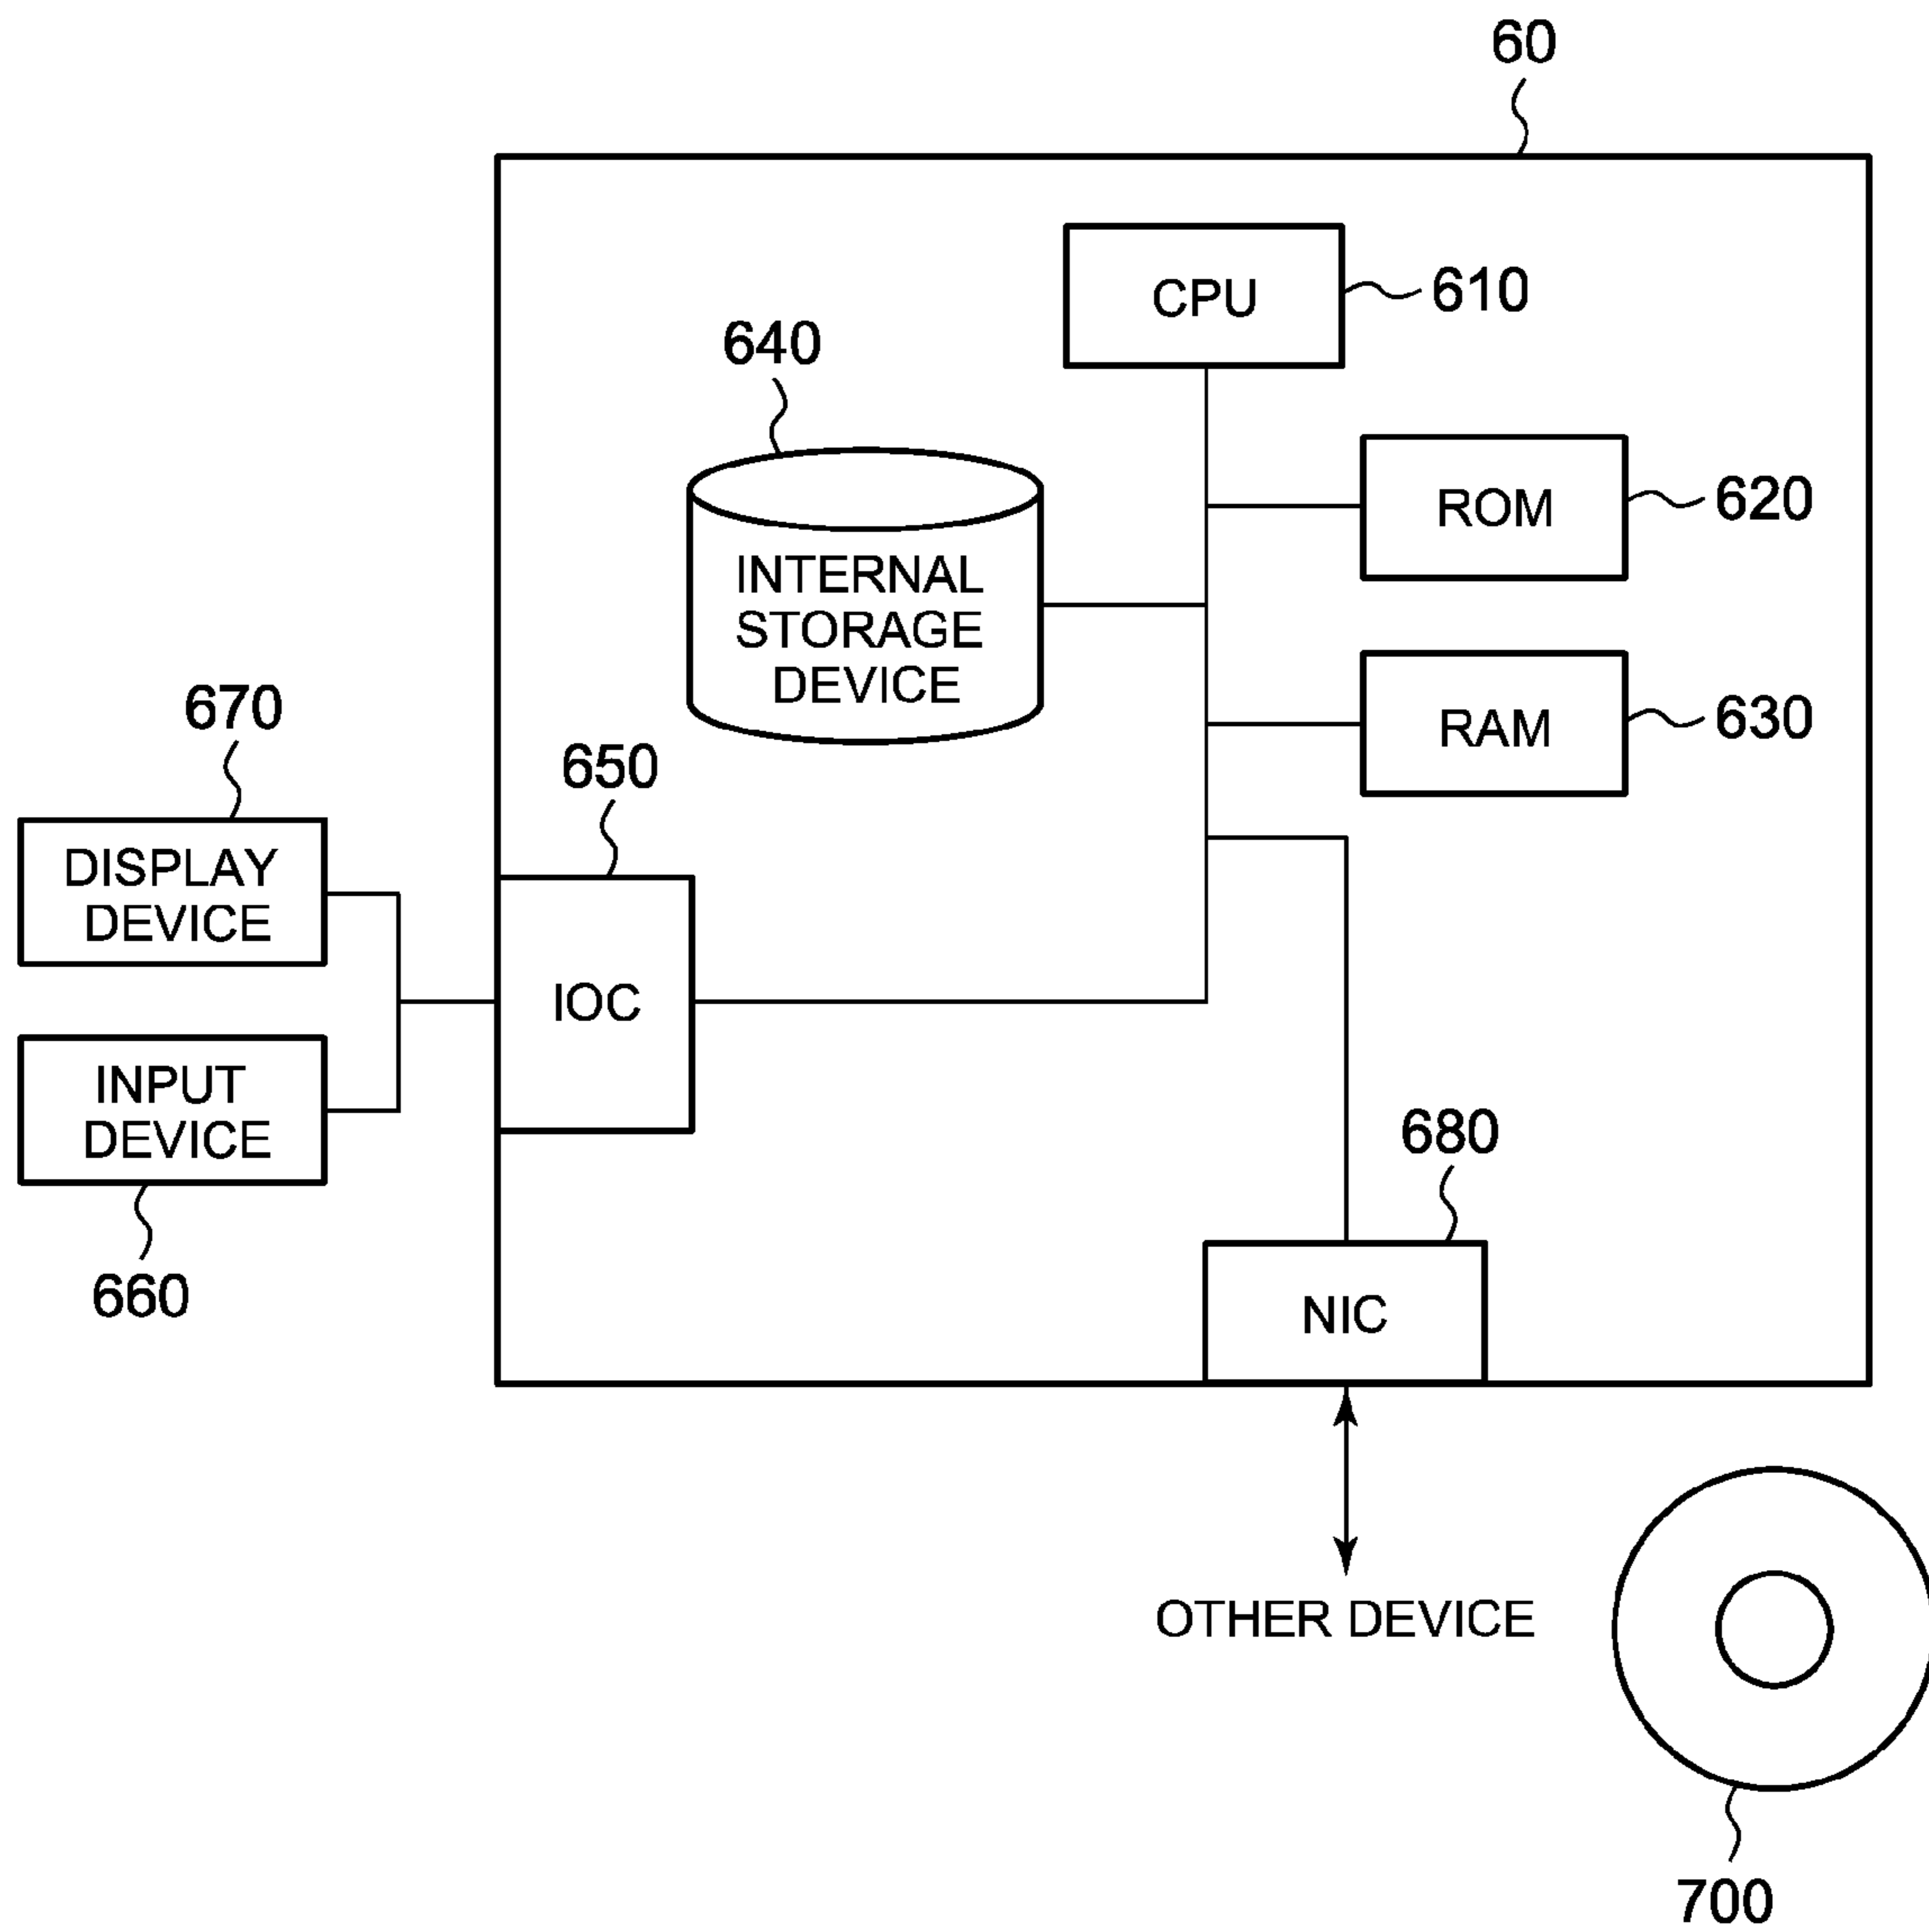 60
CPU
610
640
ROM
620
INTERNAL
STORAGE
DEVICE
RAM
630
670
650
DISPLAY
DEVICE
IOC
INPUT
DEVICE
660
680
NIC
OTHER DEVICE
700